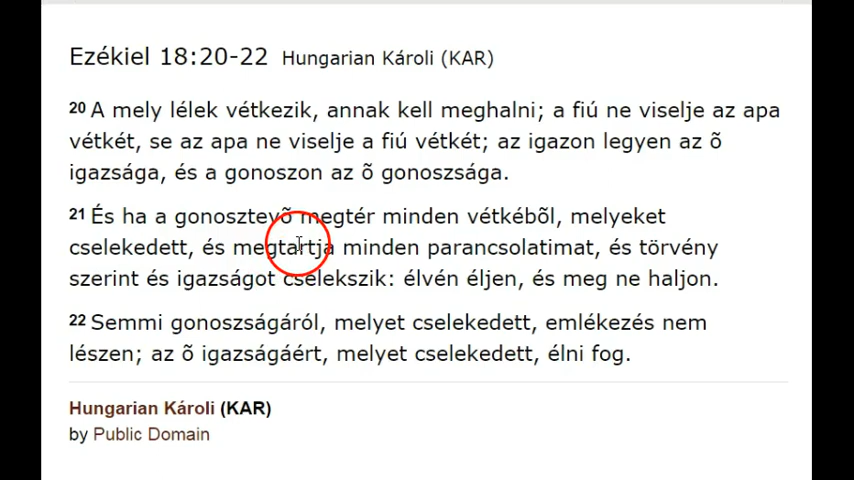 Ezékiel 18:20-22 Hungarian Károli (KAR)
20 A mely lélek vétkezik, annak kell meghalni; a fiú ne viselje az apa
vétkét, se az apa ne viselje a fiú vétkét; az igazon legyen az õ
igazsága, és a gonoszon az õ gonoszsága.
21 És ha a gonosztevõ megtér minden vétkébõl, melyeket
cselekedett, és megtartja minden parancsolatimat, és törvény
szerint és igazságot cselekszik: élvén éljen, és meg ne haljon.
22 Semmi gonoszságáról, melyet cselekedett, emlékezés nem
lészen; az õ igazságáért, melyet cselekedett, élni fog.
Hungarian Károli (KAR)
by Public Domain